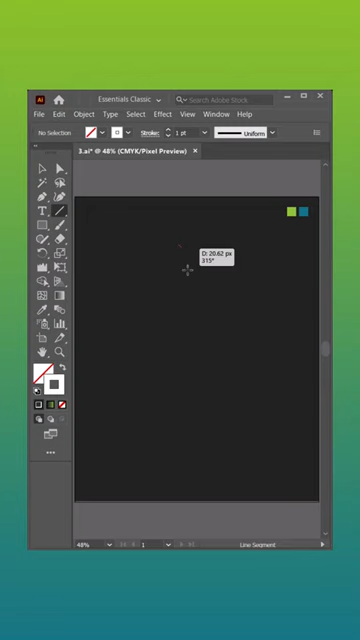 Ai
Essentials Classic
Search Adobe Stock
File Edit Object Type Select Effect View Window Help
No Selection
Stroke:
1 pt
Uniform
3.ai* @ 48% (CMYK/Pixel Preview) ×
D: 20.62 px
315°
48%
1
Line Segment